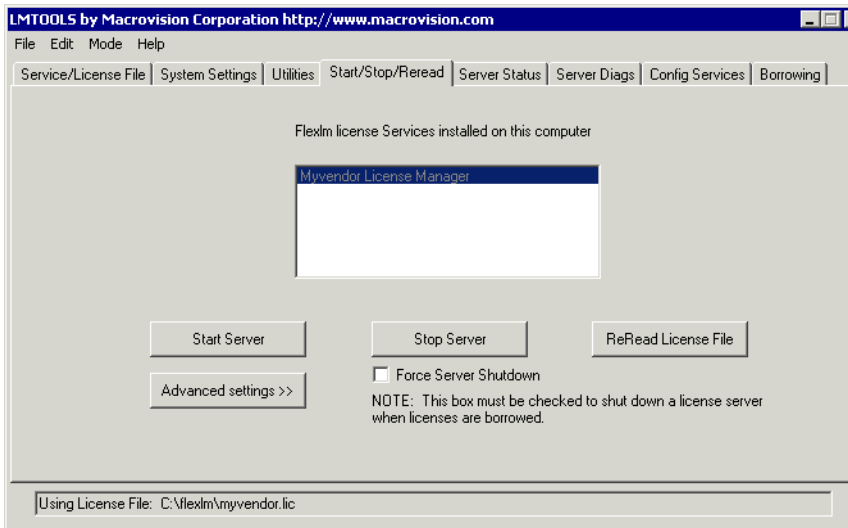 LMTOOLS by Macrovision Corporation http://www.macrovision.com
File Edit Mode Help
Service/License File System Settings Utilities Start/Stop/Reread Server Status Server Diags Config Services Borrowing
Flexlm license Services installed on this computer
Myvendor License Manager
Start Server Stop Server ReRead License File
Advanced settings >> Force Server Shutdown
NOTE: This box must be checked to shut down a license server
when licenses are borrowed.
Using License File: C:\flexlm\myvendor.lic